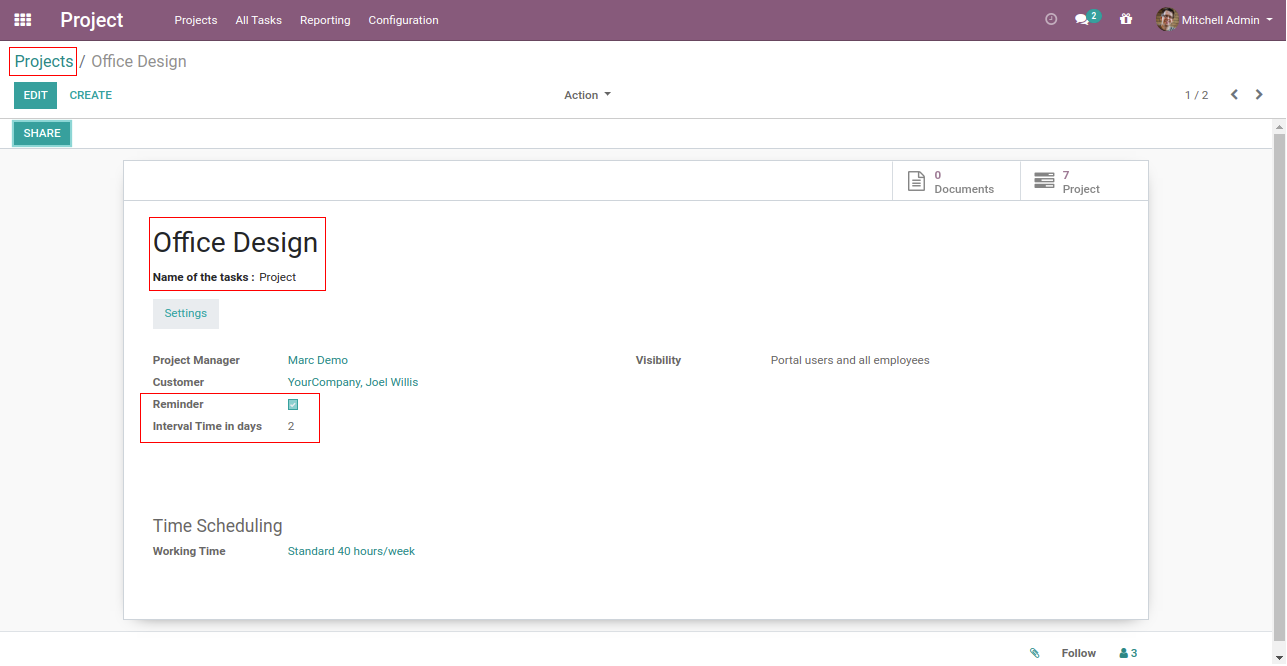 Project Projects All Tasks Reporting Configuration 2 Mitchell Admin
Projects / Office Design
EDIT CREATE Action 1 / 2
SHARE
0 Documents
7 Project
Office Design
Name of the tasks : Project
Settings
Project Manager Marc Demo Visibility Portal users and all employees
Customer YourCompany, Joel Willis
Reminder
Interval Time in days 2
Time Scheduling
Working Time Standard 40 hours/week
Follow 3